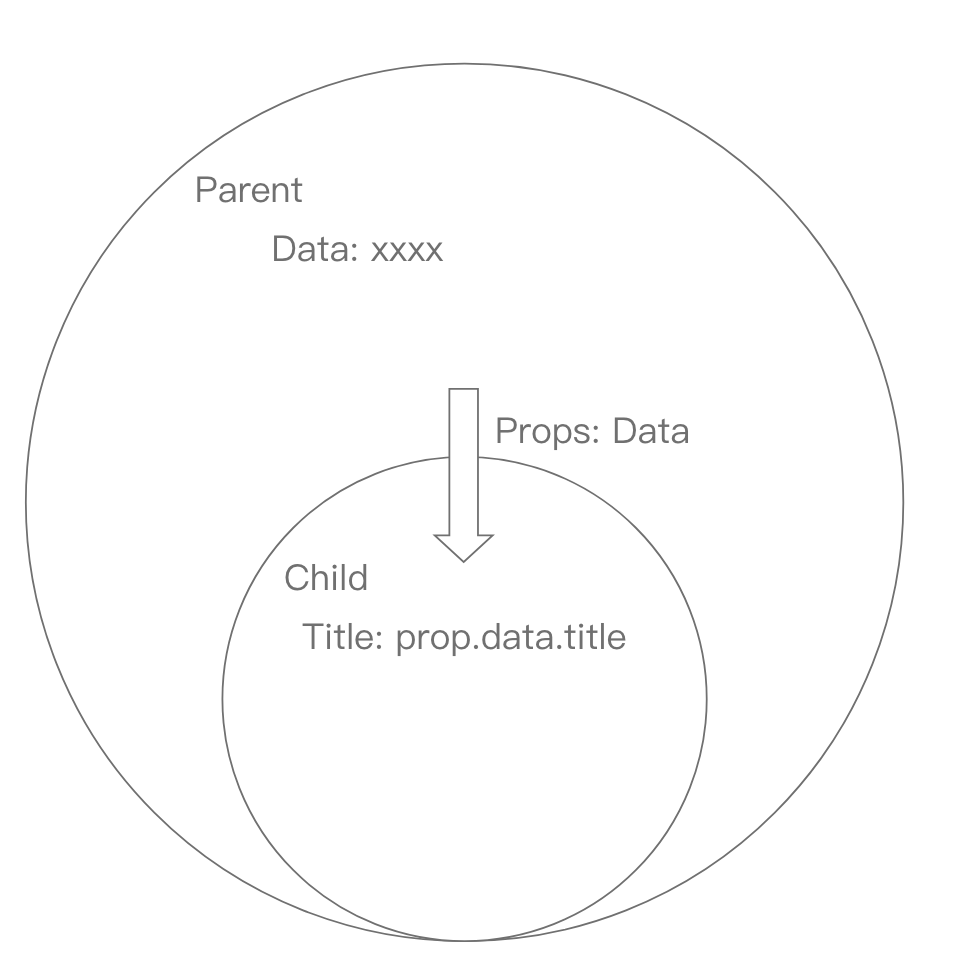 Parent
Data: xxxx
Props: Data
Child
Title: prop.data.title